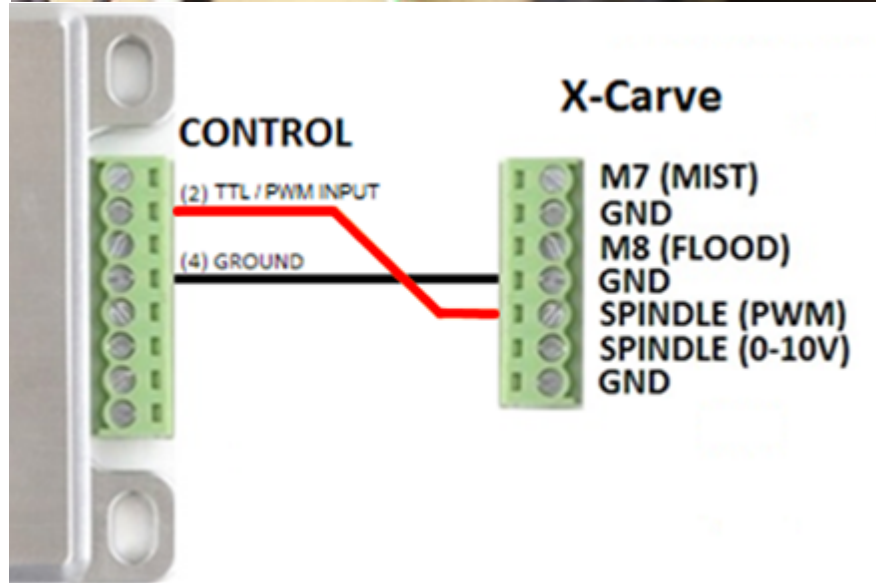 X-Carve
CONTROL
(2) TTL / PWM INPUT
(4) GROUND
M7 (MIST)
GND
M8 (FLOOD)
GND
SPINDLE (PWM)
SPINDLE (0-10V)
GND